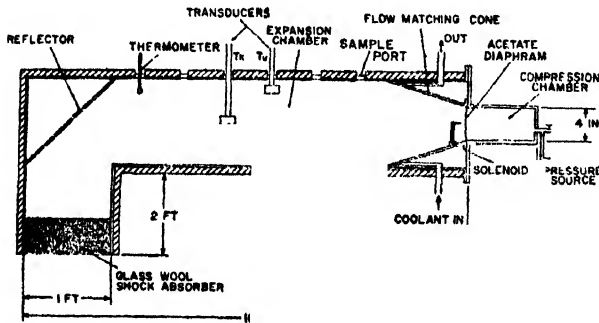 TRANSDUCERS
REFLECTOR
THERMOMETER
TK
EXPANSION
CHAMBER
FLOW MATCHING CONE
SAMPLE
PORT
OUT
ACETATE
DIAPHRAM
COMPRESSION
CHAMBER
4 IN
SOLENOID
PRESSURE
SOURCE
COOLANT IN
2 FT
GLASS WOOL
SHOCK ABSORBER
1 FT